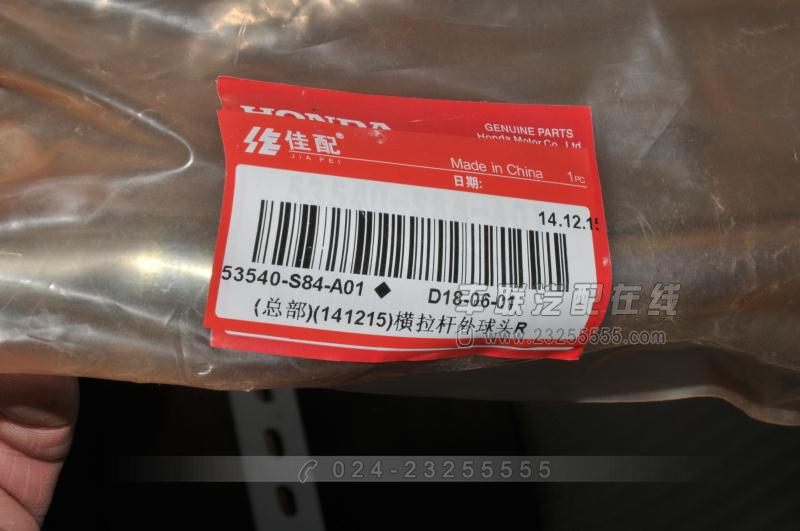 HONDA
GENUINE PARTS
Honda Motor Co., Ltd.
佳配®
JIA PEI
Made in China 1PC
日期:
14.12.15
53540-S84-A01 ◆ D18-06-01
(总部)(141215)横拉杆外球头R
车联汽配在线
www.23255555.com
024-23255555